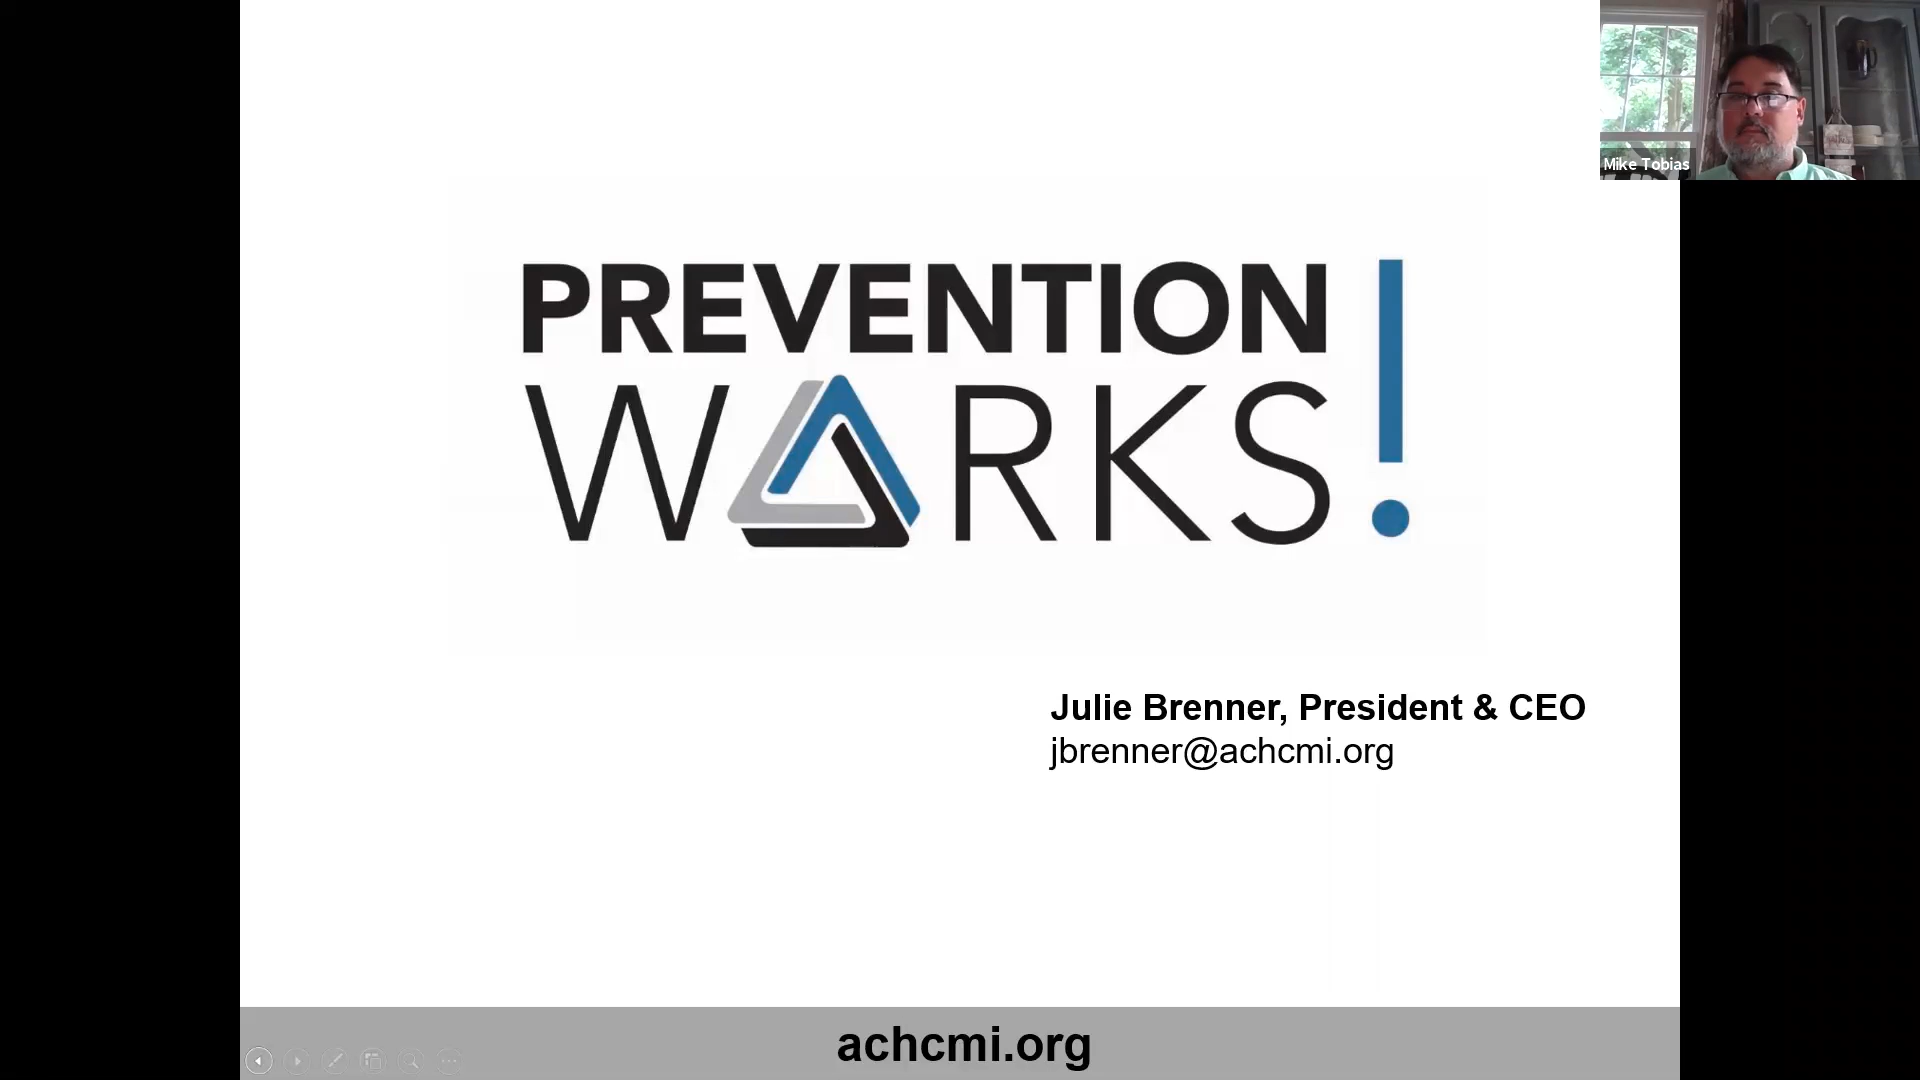 Mike Tobias
PREVENTION
WORKS!
Julie Brenner, President & CEO
jbrenner@achcmi.org
achcmi.org